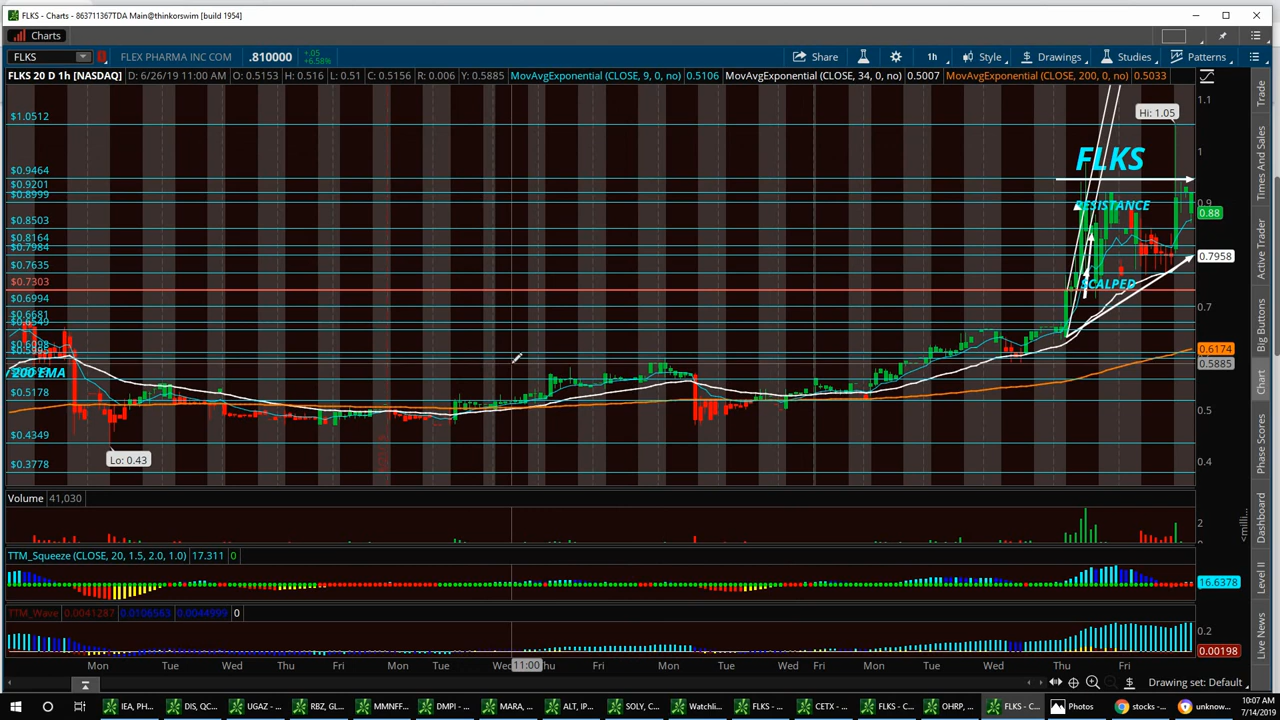 FLKS - Charts - 863711367TDA Main@thinkorswim [build 1954]
Charts
FLKS FLEX PHARMA INC COM .810000 +.05 +6.58% Share 1h Style Drawings Studies Patterns
FLKS 20 D 1h [NASDAQ] D: 6/26/19 11:00 AM O: 0.5153 H: 0.516 L: 0.51 C: 0.5156 R: 0.006 Y: 0.5885 MovAvgExponential (CLOSE, 9, 0, no) 0.5106 MovAvgExponential (CLOSE, 34, 0, no) 0.5007 MovAvgExponential (CLOSE, 200, 0, no) 0.5033
1.1
$1.0512
Hi: 1.05
1
FLKS
$0.9464
$0.9201
$0.8999
0.9
RESISTANCE
0.88
$0.8503
$0.8164
$0.7984
0.7958
$0.7635
$0.7303
SCALPED
$0.6994
0.7
$0.6681
$0.6549
0.6174
0.5885
200 EMA
$0.5178
0.5
$0.4349
Lo: 0.43
0.4
$0.3778
Volume 41,030
2
<milli...
TTM_Squeeze (CLOSE, 20, 1.5, 2.0, 1.0) 17.311 0
16.6378
TTM_Wave 0.0041287 0.0106563 0.0044999 0
0.2
0.00198
Mon Tue Wed Thu Fri Mon Tue Wed 11:00 Thu Fri Mon Tue Wed Fri Mon Tue Wed Thu Fri
Drawing set: Default
Trade
Times And Sales
Active Trader
Big Buttons
Chart
Phase Scores
Dashboard
Level II
Live News
IEA, PH... DIS, QC... UGAZ - C... RBZ, GL... MMNFF... DMPI - ... MARA, ... ALT, IP... SOLV, C... Watchli... FLKS - ... CETX - ... FLKS - C... OHRP, ... FLKS - C... Photos stocks -... unknow...
10:07 AM
7/14/2019